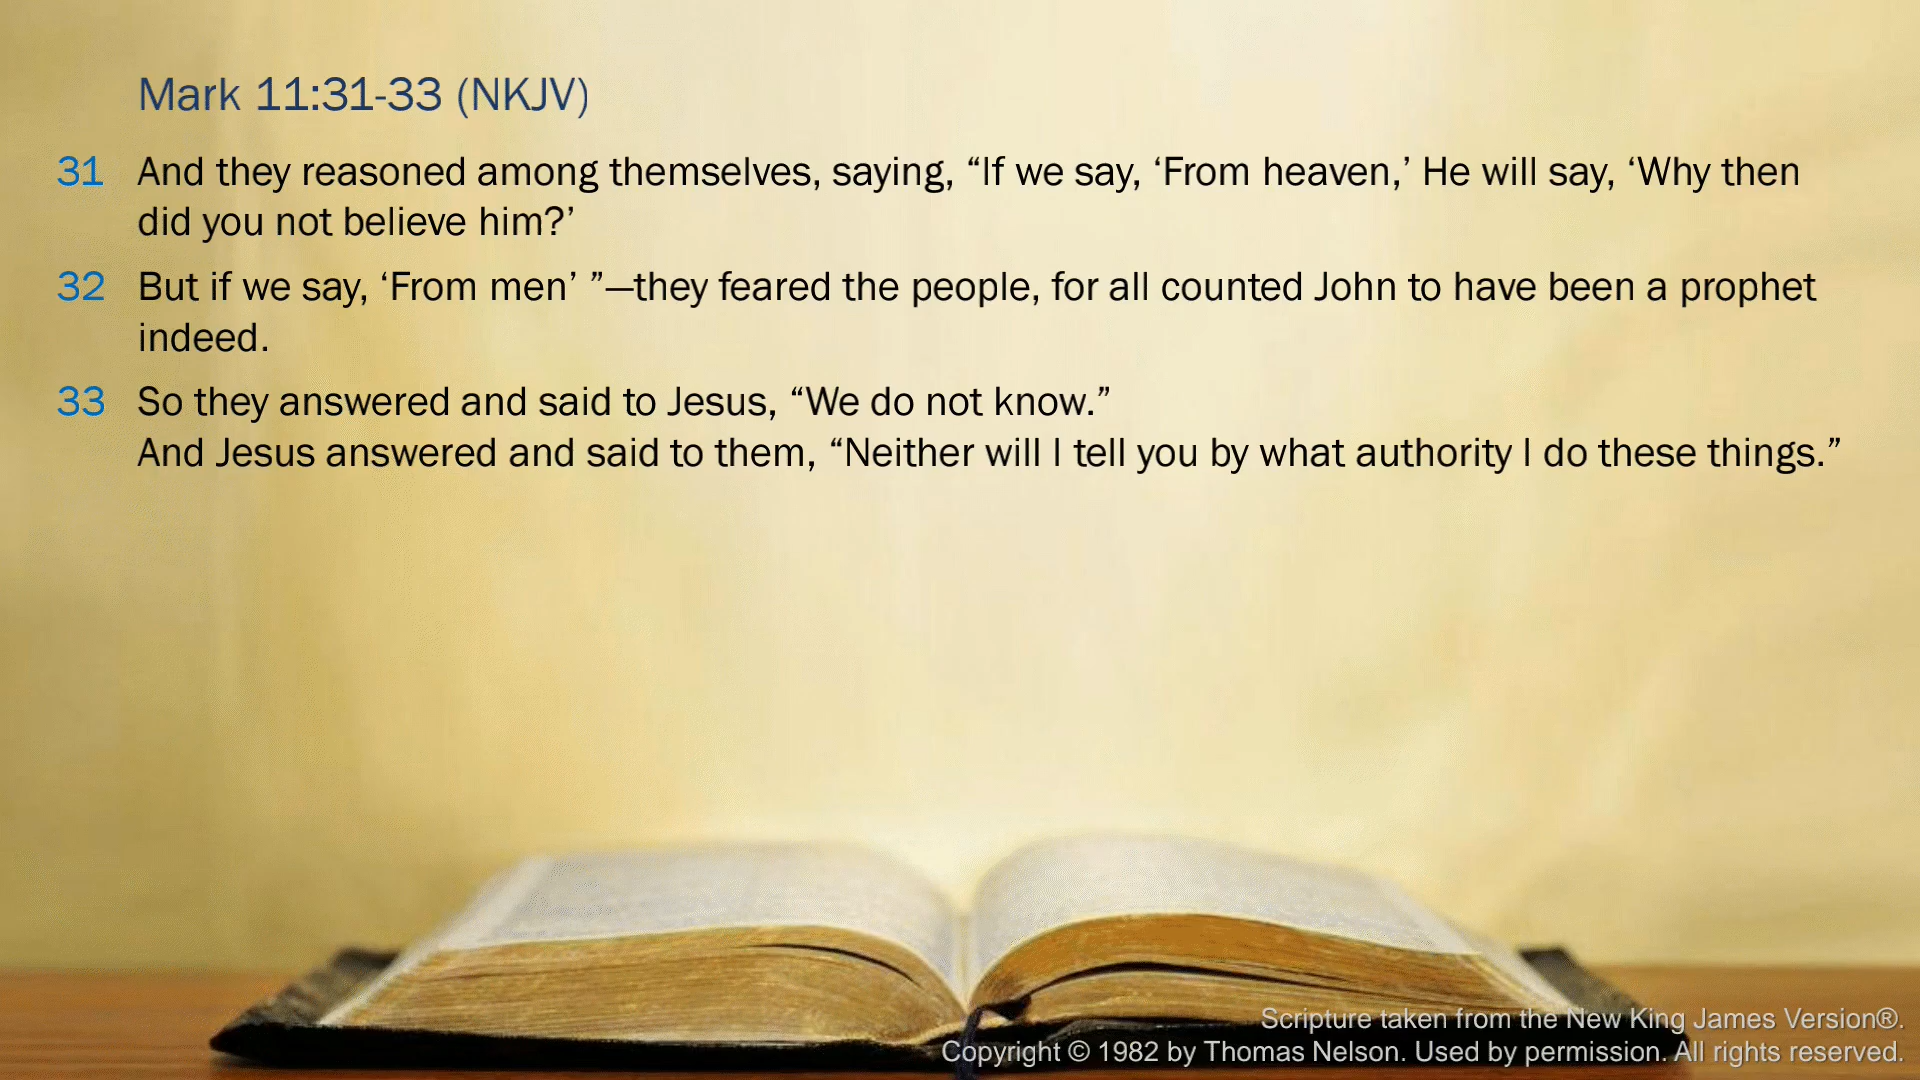 Mark 11:31-33 (NKJV)
31 And they reasoned among themselves, saying, “If we say, ‘From heaven,’ He will say, ‘Why then
did you not believe him?’
32 But if we say, ‘From men’ ”—they feared the people, for all counted John to have been a prophet
indeed.
33 So they answered and said to Jesus, “We do not know.”
And Jesus answered and said to them, “Neither will I tell you by what authority I do these things.”
Scripture taken from the New King James Version®.
Copyright © 1982 by Thomas Nelson. Used by permission. All rights reserved.